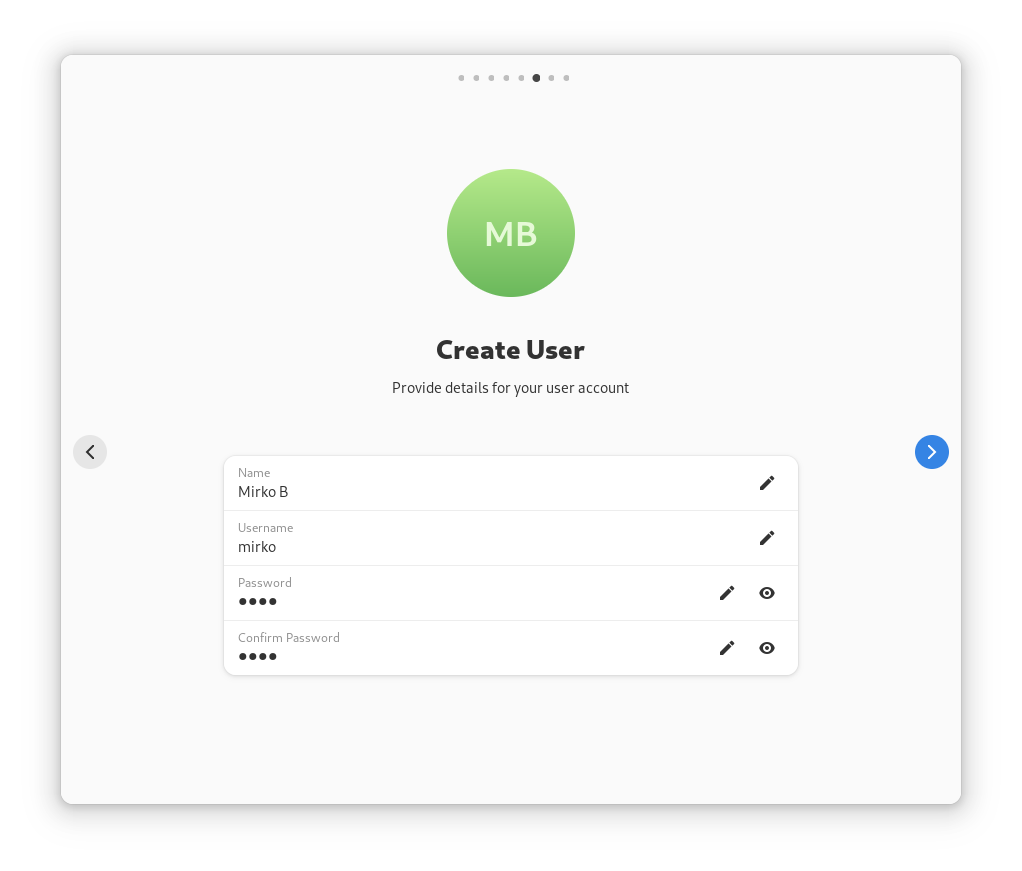 MB
Create User
Provide details for your user account
Name
Mirko B
Username
mirko
Password
●●●●
Confirm Password
●●●●